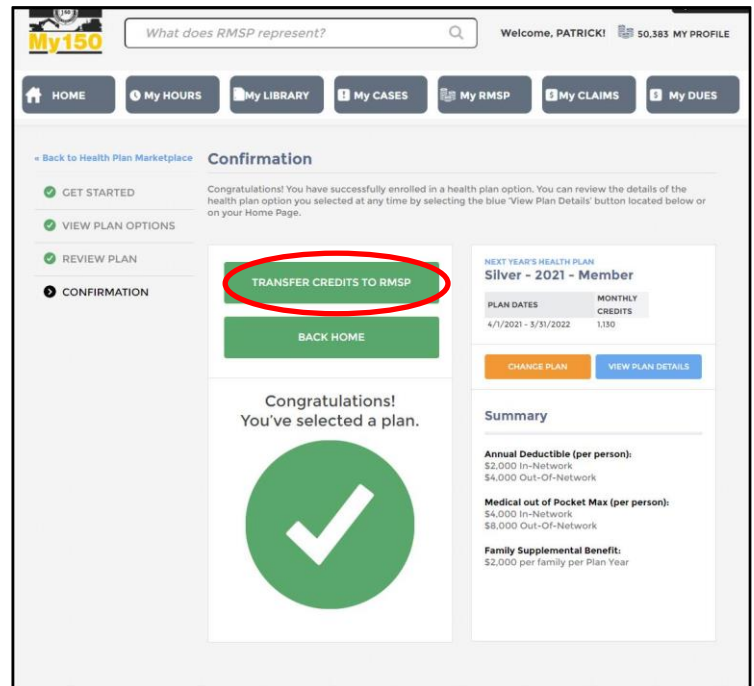 150
My150
What does RMSP represent?
Welcome, PATRICK!
50,383 MY PROFILE
HOME
My HOURS
My LIBRARY
My CASES
My RMSP
My CLAIMS
My DUES
« Back to Health Plan Marketplace
GET STARTED
VIEW PLAN OPTIONS
REVIEW PLAN
CONFIRMATION
Confirmation
Congratulations! You have successfully enrolled in a health plan option. You can review the details of the
health plan option you selected at any time by selecting the blue 'View Plan Details' button located below or
on your Home Page.
TRANSFER CREDITS TO RMSP
BACK HOME
Congratulations!
You've selected a plan.
NEXT YEAR'S HEALTH PLAN
Silver - 2021 - Member
PLAN DATES
MONTHLY
CREDITS
4/1/2021 - 3/31/2022
1,130
CHANGE PLAN
VIEW PLAN DETAILS
Summary
Annual Deductible (per person):
$2,000 In-Network
$4,000 Out-Of-Network
Medical out of Pocket Max (per person):
$4,000 In-Network
$8,000 Out-Of-Network
Family Supplemental Benefit:
$2,000 per family per Plan Year